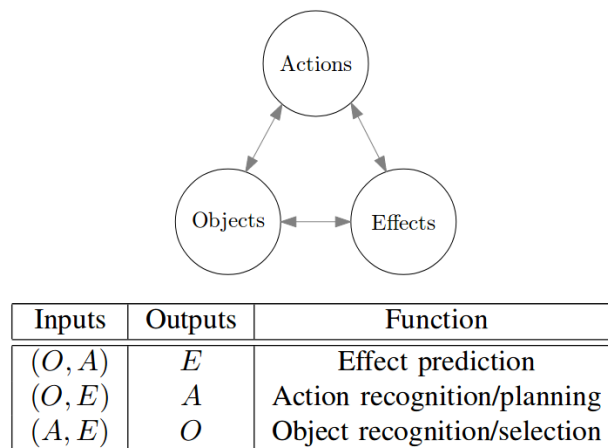 Actions
Objects Effects
Inputs Outputs Function
(O, A) E Effect prediction
(O, E) A Action recognition/planning
(A, E) O Object recognition/selection